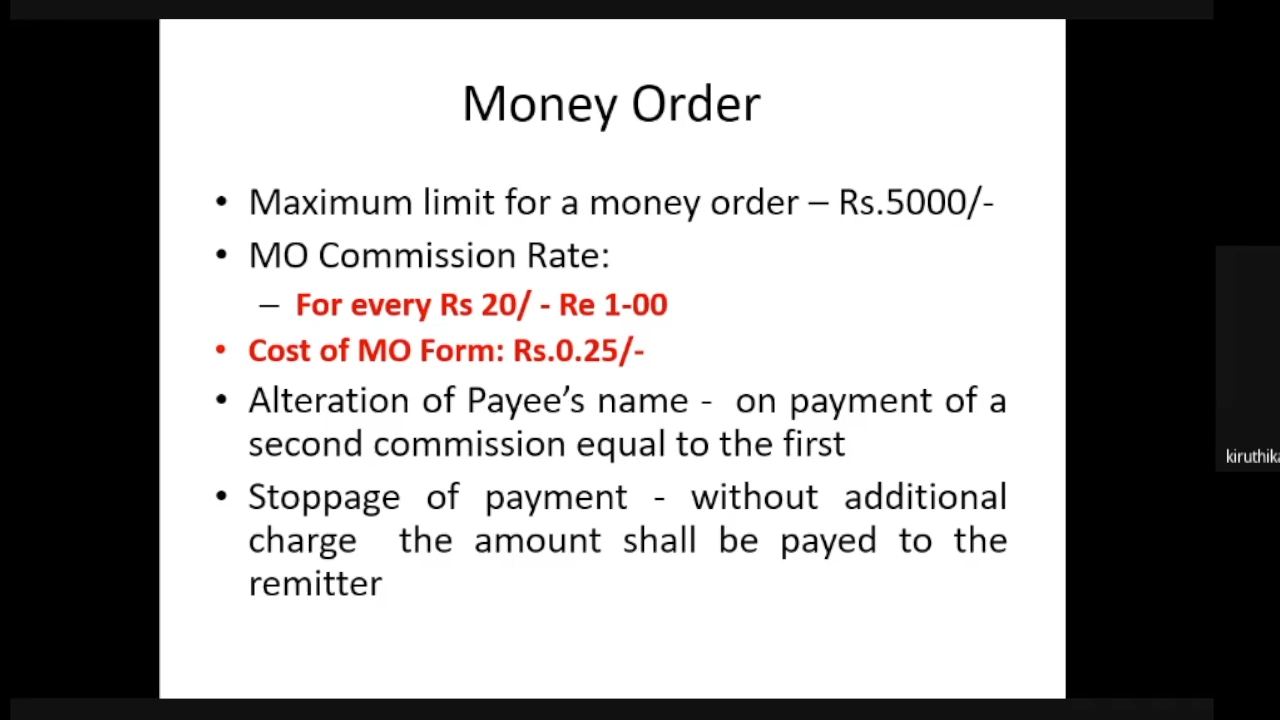 Money Order
• Maximum limit for a money order – Rs.5000/-
• MO Commission Rate:
– For every Rs 20/ - Re 1-00
• Cost of MO Form: Rs.0.25/-
• Alteration of Payee’s name - on payment of a
second commission equal to the first
• Stoppage of payment - without additional
charge the amount shall be payed to the
remitter
kiruthika